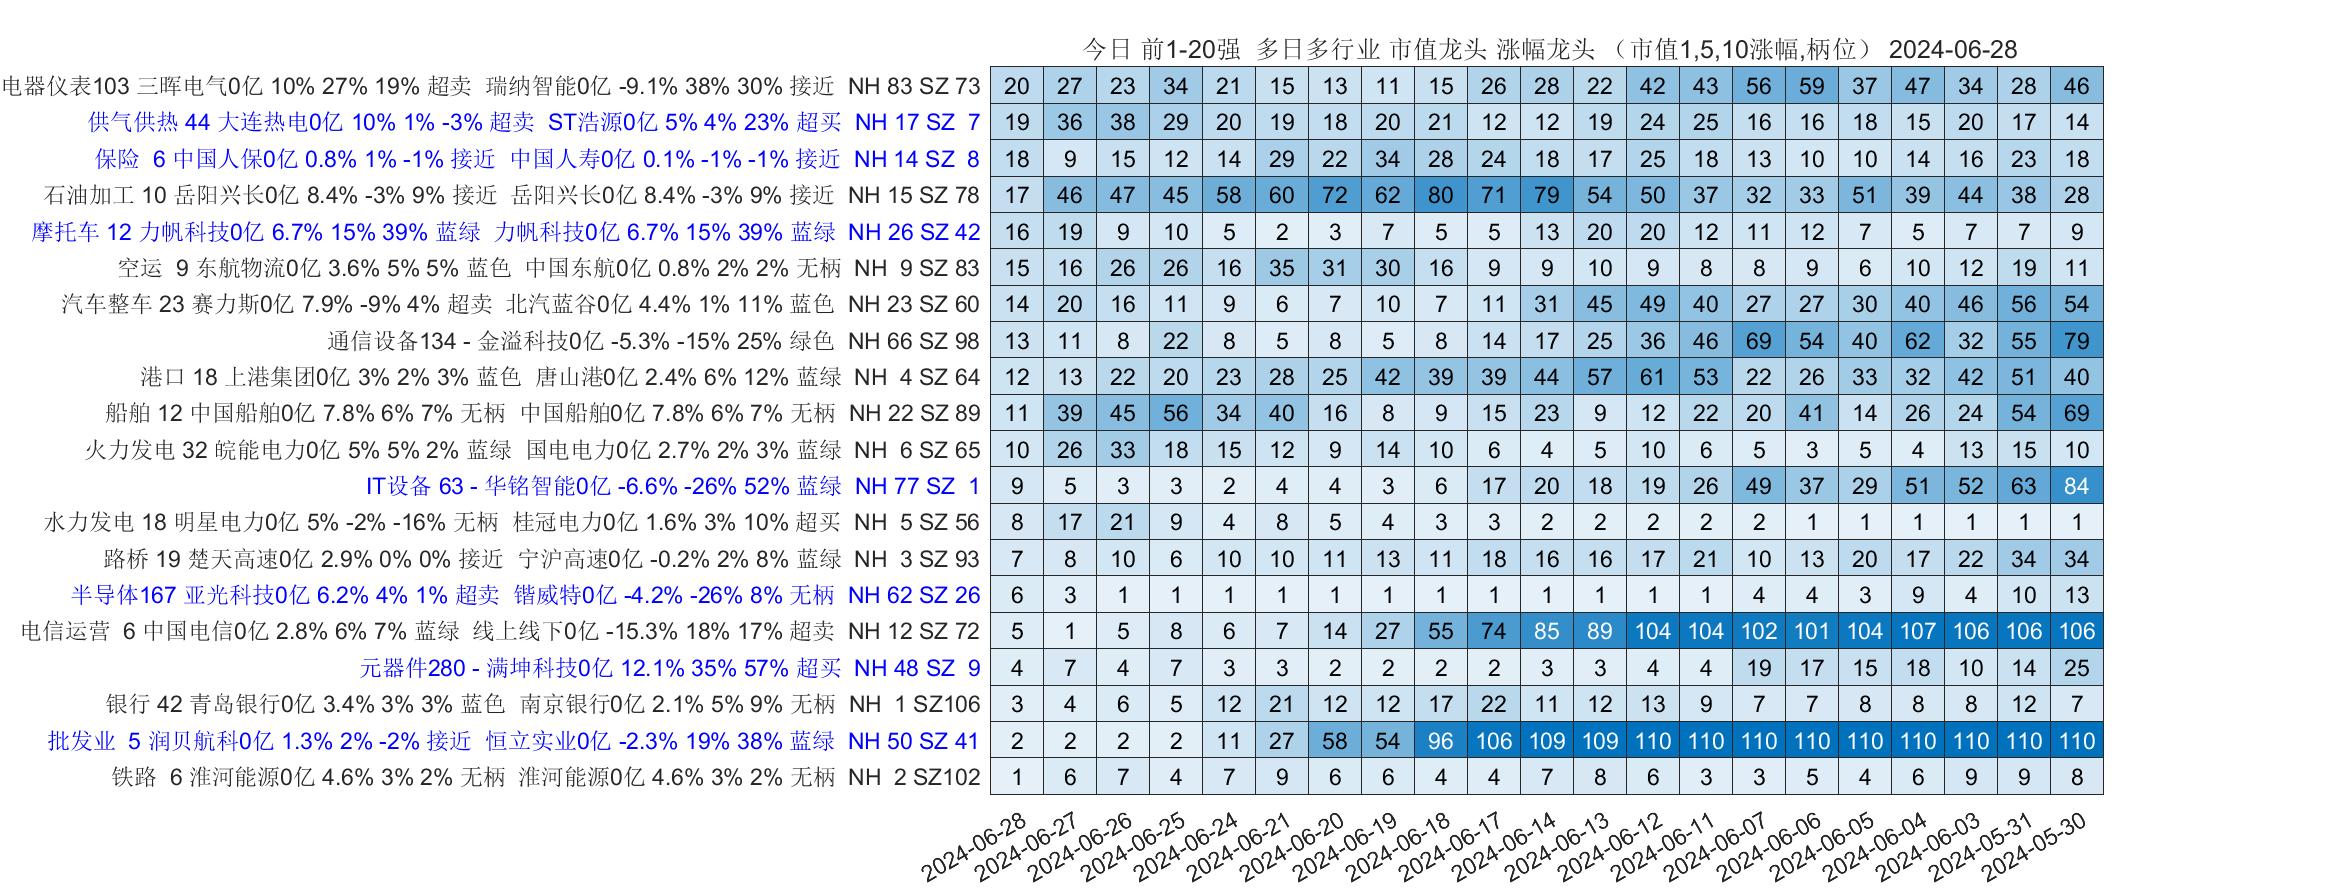 今日 前1-20强 多日多行业 市值龙头 涨幅龙头 （市值1,5,10涨幅,柄位） 2024-06-28
电器仪表103 三晖电气0亿 10% 27% 19% 超卖 瑞纳智能0亿 -9.1% 38% 30% 接近 NH 83 SZ 73 20 27 23 34 21 15 13 11 15 26 28 22 42 43 56 59 37 47 34 28 46
供气供热 44 大连热电0亿 10% 1% -3% 超卖 ST浩源0亿 5% 4% 23% 超买 NH 17 SZ 7 19 36 38 29 20 19 18 20 21 12 12 19 24 25 16 16 18 15 20 17 14
保险 6 中国人保0亿 0.8% 1% -1% 接近 中国人寿0亿 0.1% -1% -1% 接近 NH 14 SZ 8 18 9 15 12 14 29 22 34 28 24 18 17 25 18 13 10 10 14 16 23 18
石油加工 10 岳阳兴长0亿 8.4% -3% 9% 接近 岳阳兴长0亿 8.4% -3% 9% 接近 NH 15 SZ 78 17 46 47 45 58 60 72 62 80 71 79 54 50 37 32 33 51 39 44 38 28
摩托车 12 力帆科技0亿 6.7% 15% 39% 蓝绿 力帆科技0亿 6.7% 15% 39% 蓝绿 NH 26 SZ 42 16 19 9 10 5 2 3 7 5 5 13 20 20 12 11 12 7 5 7 7 9
空运 9 东航物流0亿 3.6% 5% 5% 蓝色 中国东航0亿 0.8% 2% 2% 无柄 NH 9 SZ 83 15 16 26 26 16 35 31 30 16 9 9 10 9 8 8 9 6 10 12 19 11
汽车整车 23 赛力斯0亿 7.9% -9% 4% 超卖 北汽蓝谷0亿 4.4% 1% 11% 蓝色 NH 23 SZ 60 14 20 16 11 9 6 7 10 7 11 31 45 49 40 27 27 30 40 46 56 54
通信设备134 - 金溢科技0亿 -5.3% -15% 25% 绿色 NH 66 SZ 98 13 11 8 22 8 5 8 5 8 14 17 25 36 46 69 54 40 62 32 55 79
港口 18 上港集团0亿 3% 2% 3% 蓝色 唐山港0亿 2.4% 6% 12% 蓝绿 NH 4 SZ 64 12 13 22 20 23 28 25 42 39 39 44 57 61 53 22 26 33 32 42 51 40
船舶 12 中国船舶0亿 7.8% 6% 7% 无柄 中国船舶0亿 7.8% 6% 7% 无柄 NH 22 SZ 89 11 39 45 56 34 40 16 8 9 15 23 9 12 22 20 41 14 26 24 54 69
火力发电 32 皖能电力0亿 5% 5% 2% 蓝绿 国电电力0亿 2.7% 2% 3% 蓝绿 NH 6 SZ 65 10 26 33 18 15 12 9 14 10 6 4 5 10 6 5 3 5 4 13 15 10
IT设备 63 - 华铭智能0亿 -6.6% -26% 52% 蓝绿 NH 77 SZ 1 9 5 3 3 2 4 4 3 6 17 20 18 19 26 49 37 29 51 52 63 84
水力发电 18 明星电力0亿 5% -2% -16% 无柄 桂冠电力0亿 1.6% 3% 10% 超买 NH 5 SZ 56 8 17 21 9 4 8 5 4 3 3 2 2 2 2 2 1 1 1 1 1 1
路桥 19 楚天高速0亿 2.9% 0% 0% 接近 宁沪高速0亿 -0.2% 2% 8% 蓝绿 NH 3 SZ 93 7 8 10 6 10 10 11 13 11 18 16 16 17 21 10 13 20 17 22 34 34
半导体167 亚光科技0亿 6.2% 4% 1% 超卖 锴威特0亿 -4.2% -26% 8% 无柄 NH 62 SZ 26 6 3 1 1 1 1 1 1 1 1 1 1 1 1 4 4 3 9 4 10 13
电信运营 6 中国电信0亿 2.8% 6% 7% 蓝绿 线上线下0亿 -15.3% 18% 17% 超卖 NH 12 SZ 72 5 1 5 8 6 7 14 27 55 74 85 89 104 104 102 101 104 107 106 106 106
元器件280 - 满坤科技0亿 12.1% 35% 57% 超买 NH 48 SZ 9 4 7 4 7 3 3 2 2 2 2 3 3 4 4 19 17 15 18 10 14 25
银行 42 青岛银行0亿 3.4% 3% 3% 蓝色 南京银行0亿 2.1% 5% 9% 无柄 NH 1 SZ106 3 4 6 5 12 21 12 12 17 22 11 12 13 9 7 7 8 8 8 12 7
批发业 5 润贝航科0亿 1.3% 2% -2% 接近 恒立实业0亿 -2.3% 19% 38% 蓝绿 NH 50 SZ 41 2 2 2 2 11 27 58 54 96 106 109 109 110 110 110 110 110 110 110 110 110
铁路 6 淮河能源0亿 4.6% 3% 2% 无柄 淮河能源0亿 4.6% 3% 2% 无柄 NH 2 SZ102 1 6 7 4 7 9 6 6 4 4 7 8 6 3 3 5 4 6 9 9 8
2024-06-28 2024-06-27 2024-06-26 2024-06-25 2024-06-24 2024-06-21 2024-06-20 2024-06-19 2024-06-18 2024-06-17 2024-06-14 2024-06-13 2024-06-12 2024-06-11 2024-06-07 2024-06-06 2024-06-05 2024-06-04 2024-06-03 2024-05-31 2024-05-30